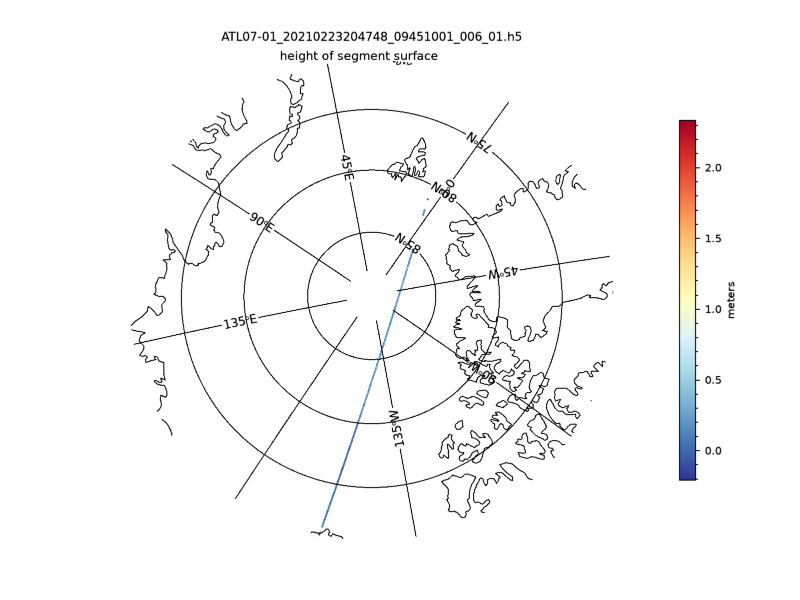 ATL07-01_20210223204748_09451001_006_01.h5
height of segment surface
75°N
45°E
80°N
90°E
85°N
45°W
135°E
90°W
135°W
2.0
1.5
1.0
0.5
0.0
meters